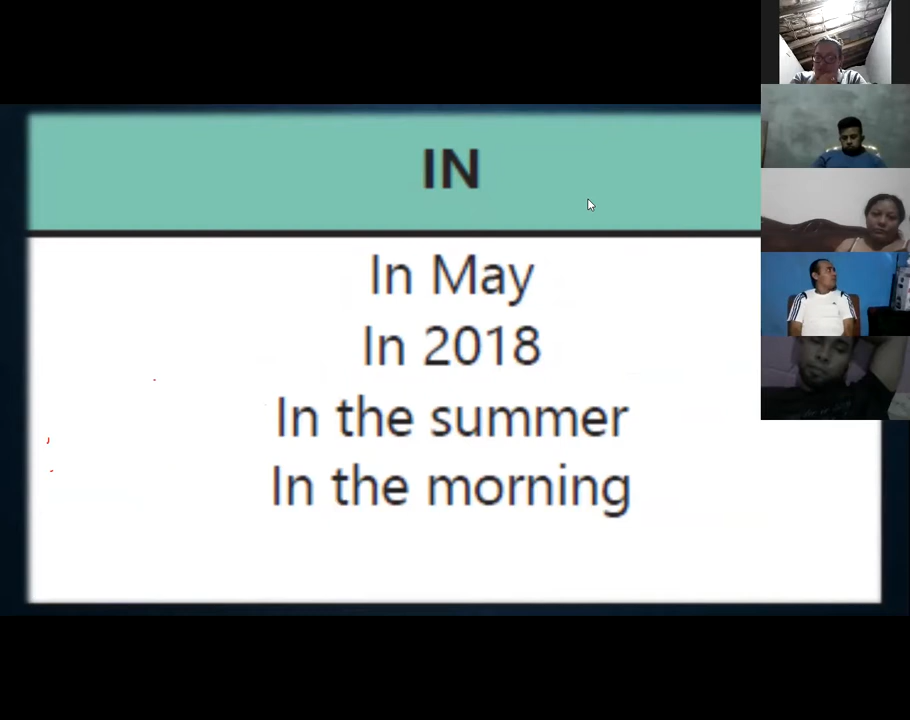 IN
In May
In 2018
In the summer
In the morning